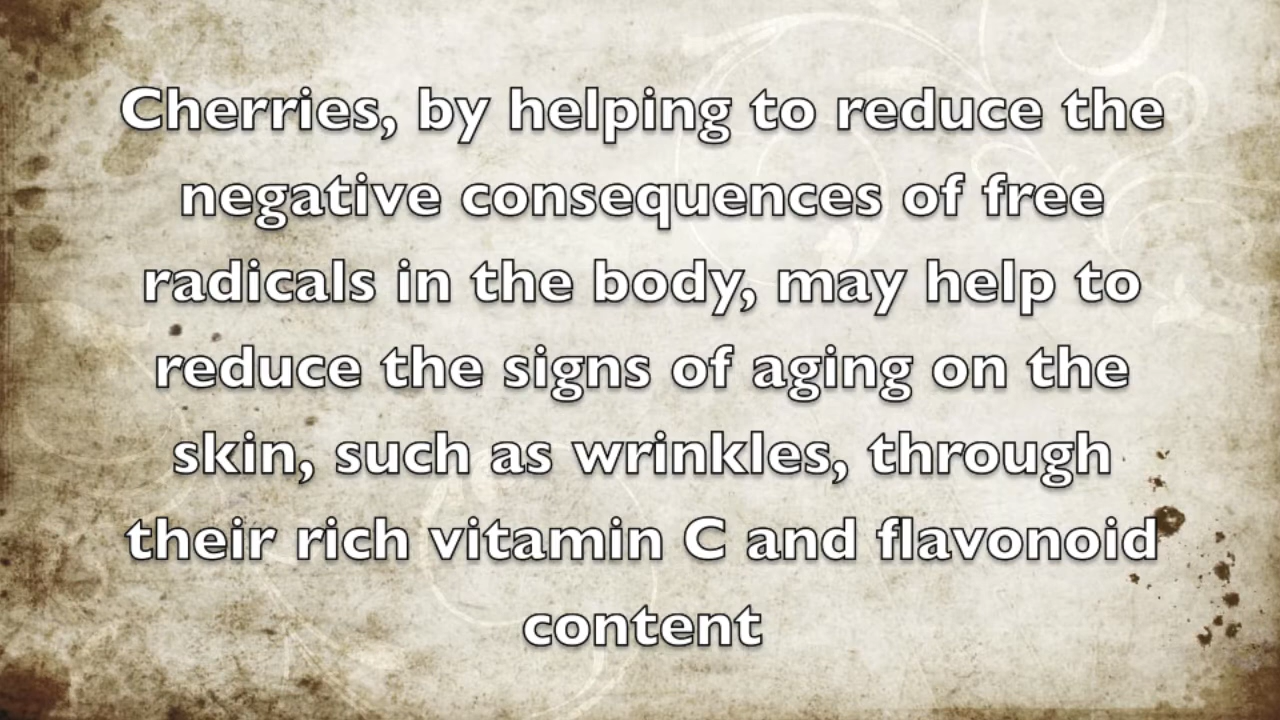 Cherries, by helping to reduce the
negative consequences of free
radicals in the body, may help to
reduce the signs of aging on the
skin, such as wrinkles, through
their rich vitamin C and flavonoid
content